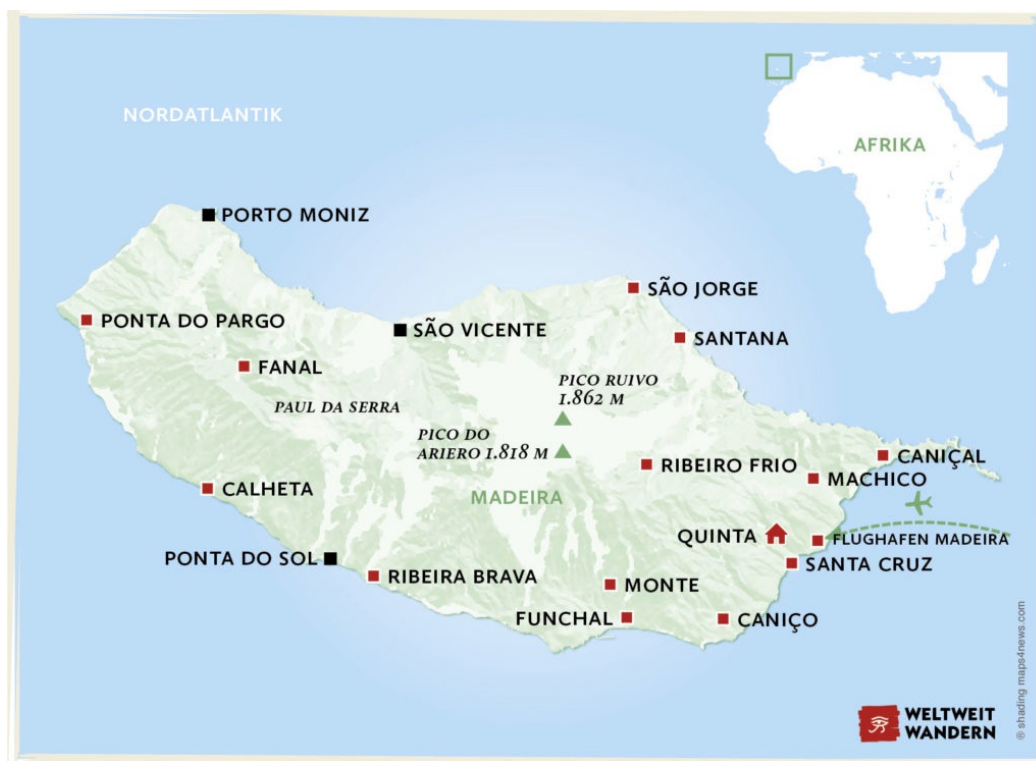 NORDATLANTIK
AFRIKA
PORTO MONIZ
SÃO JORGE
PONTA DO PARGO
SÃO VICENTE
SANTANA
FANAL
PICO RUIVO
1.862 M
PAUL DA SERRA
PICO DO
ARIERO 1.818 M
CANIÇAL
RIBEIRO FRIO
MACHICO
CALHETA
MADEIRA
QUINTA
FLUGHAFEN MADEIRA
PONTA DO SOL
SANTA CRUZ
RIBEIRA BRAVA
MONTE
FUNCHAL
CANIÇO
WELTWEIT
WANDERN
© shading maps4news.com